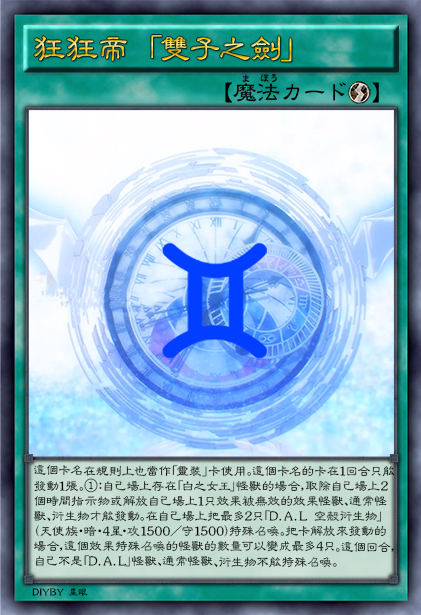 狂狂帝「雙子之劍」
【魔法カード】
ま ほう
這個卡名在規則上也當作「靈裝」卡使用。這個卡名的卡在1回合只能
發動1張。①:自己場上存在「白之女王」怪獸的場合,取除自己場上2
個時間指示物或解放自己場上1只效果被無效的效果怪獸、通常怪
獸、衍生物才能發動。在自己場上把最多2只「D.A.L 空殼衍生物」
(天使族·暗·4星·攻1500/守1500)特殊召喚。把卡解放來發動的
場合,這個效果特殊召喚的怪獸的數量可以變成最多4只。這個回合,
自己不是「D.A.L」怪獸、通常怪獸、衍生物不能特殊召喚。
DIYBY 星眠